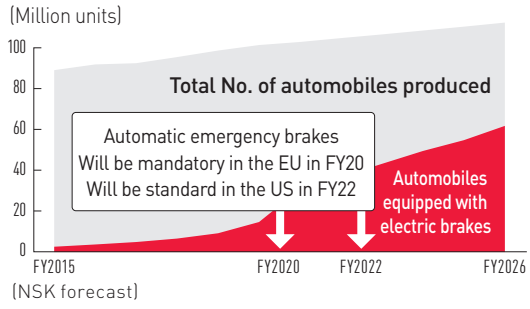 (Million units)
100
80
60
40
20
0
Total No. of automobiles produced
Automatic emergency brakes
Will be mandatory in the EU in FY20
Will be standard in the US in FY22
Automobiles
equipped with
electric brakes
FY2015
FY2020
FY2022
FY2026
(NSK forecast)